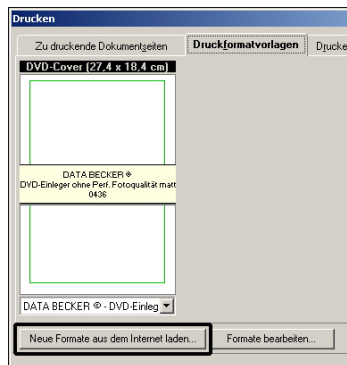 Drucken
Zu druckende Dokumentseiten
Druckformatvorlagen
Drucke
DVD-Cover (27,4 x 18,4 cm)
DATA BECKER ®
DVD-Einleger ohne Perf. Fotoqualität matt
0436
DATA BECKER ® - DVD-Einleg
Neue Formate aus dem Internet laden...
Formate bearbeiten...